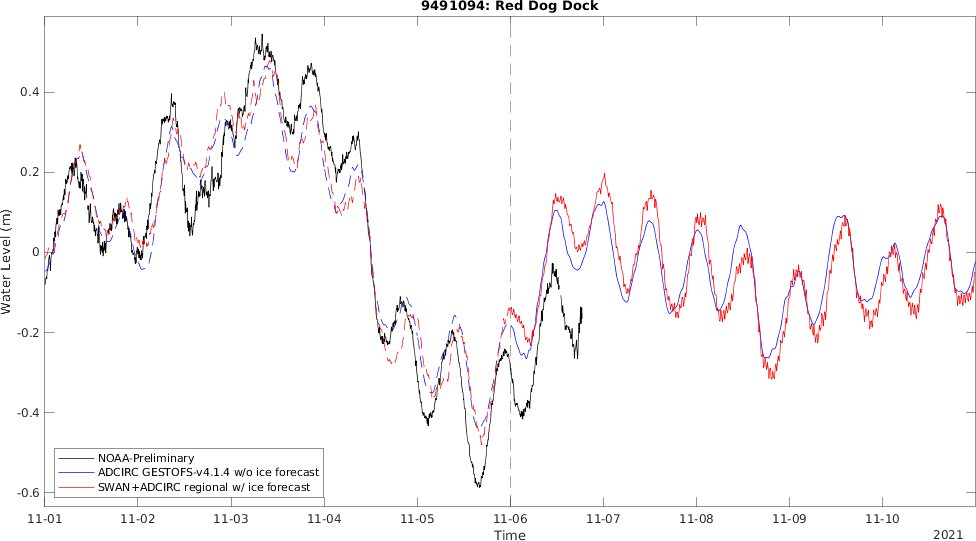 9491094: Red Dog Dock
Water Level (m)
0.4
0.2
0
-0.2
-0.4
-0.6
NOAA-Preliminary
ADCIRC GESTOFS-v4.1.4 w/o ice forecast
SWAN+ADCIRC regional w/ ice forecast
11-01 11-02 11-03 11-04 11-05 11-06 11-07 11-08 11-09 11-10
Time
2021